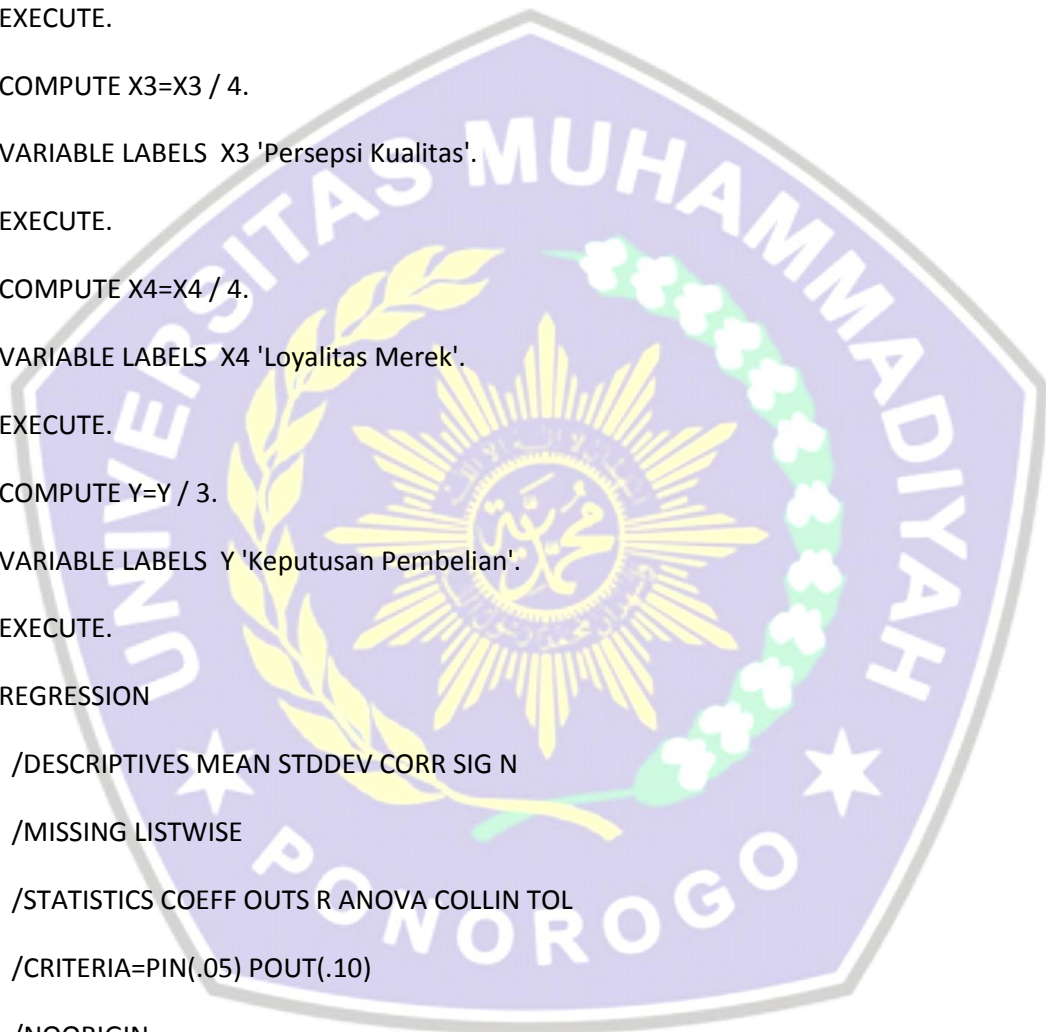 EXECUTE.
COMPUTE X3=X3 / 4.
VARIABLE LABELS  X3 'Persepsi Kualitas'.
EXECUTE.
COMPUTE X4=X4 / 4.
VARIABLE LABELS  X4 'Loyalitas Merek'.
EXECUTE.
COMPUTE Y=Y / 3.
VARIABLE LABELS  Y 'Keputusan Pembelian'.
EXECUTE.
REGRESSION
/DESCRIPTIVES MEAN STDDEV CORR SIG N
/MISSING LISTWISE
/STATISTICS COEFF OUTS R ANOVA COLLIN TOL
/CRITERIA=PIN(.05) POUT(.10)
/NOORIGIN
UNIVERSITAS MUHAMMADIYAH
PONOROGO